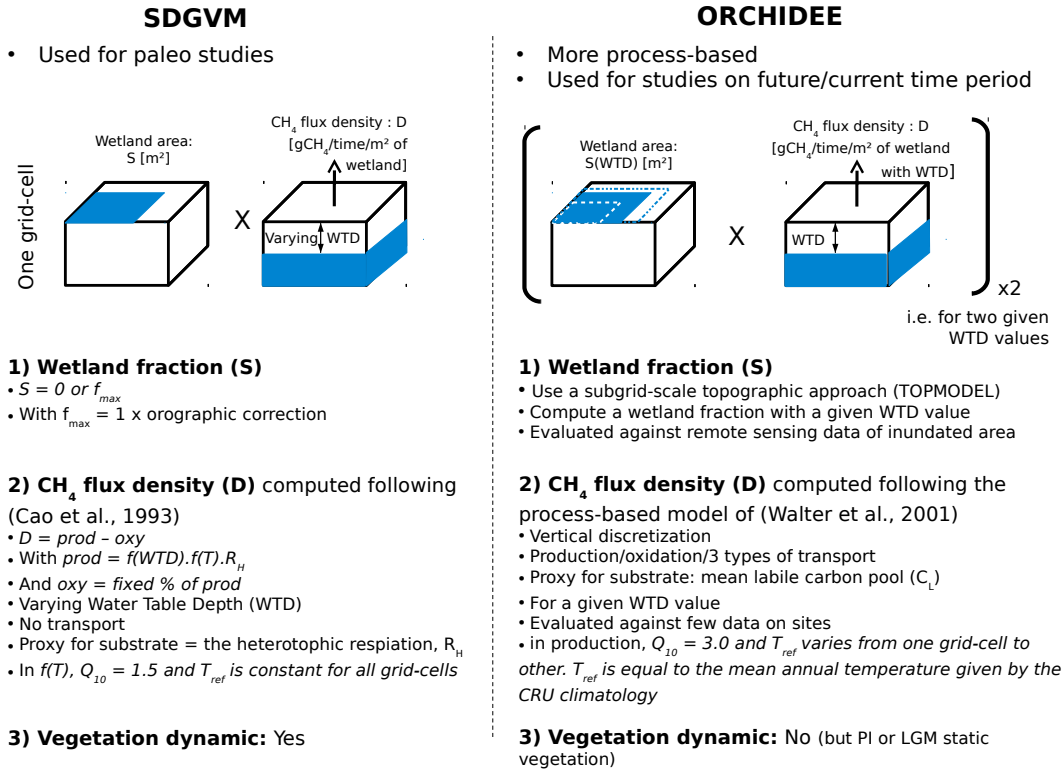 SDGVM
• Used for paleo studies
One grid-cell
Wetland area:
S [m²]
CH4 flux density : D
[gCH4/time/m² of
wetland]
X
Varying WTD
1) Wetland fraction (S)
• S = 0 or fmax
• With fmax = 1 x orographic correction
2) CH4 flux density (D) computed following
(Cao et al., 1993)
• D = prod – oxy
• With prod = f(WTD).f(T).RH
• And oxy = fixed % of prod
• Varying Water Table Depth (WTD)
• No transport
• Proxy for substrate = the heterotophic respiation, RH
• In f(T), Q10 = 1.5 and Tref is constant for all grid-cells
3) Vegetation dynamic: Yes
ORCHIDEE
• More process-based
• Used for studies on future/current time period
Wetland area:
S(WTD) [m²]
CH4 flux density : D
[gCH4/time/m² of wetland
with WTD]
X
WTD
x2
i.e. for two given
WTD values
1) Wetland fraction (S)
• Use a subgrid-scale topographic approach (TOPMODEL)
• Compute a wetland fraction with a given WTD value
• Evaluated against remote sensing data of inundated area
2) CH4 flux density (D) computed following the
process-based model of (Walter et al., 2001)
• Vertical discretization
• Production/oxidation/3 types of transport
• Proxy for substrate: mean labile carbon pool (CL)
• For a given WTD value
• Evaluated against few data on sites
• in production, Q10 = 3.0 and Tref varies from one grid-cell to
other. Tref is equal to the mean annual temperature given by the
CRU climatology
3) Vegetation dynamic: No (but PI or LGM static
vegetation)